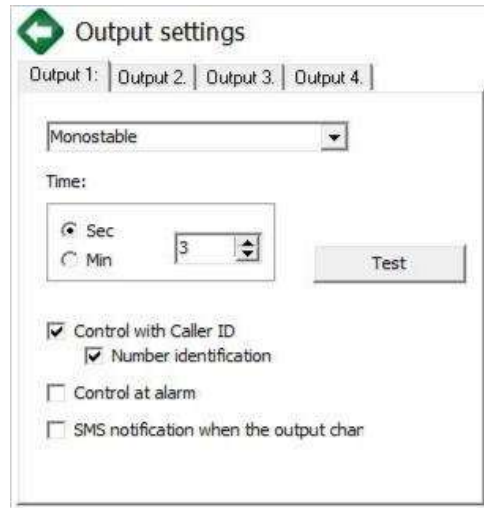 Output settings
Output 1: Output 2. Output 3. Output 4.
Monostable
Time:
Sec
3
Min
Test
Control with Caller ID
Number identification
Control at alarm
SMS notification when the output char